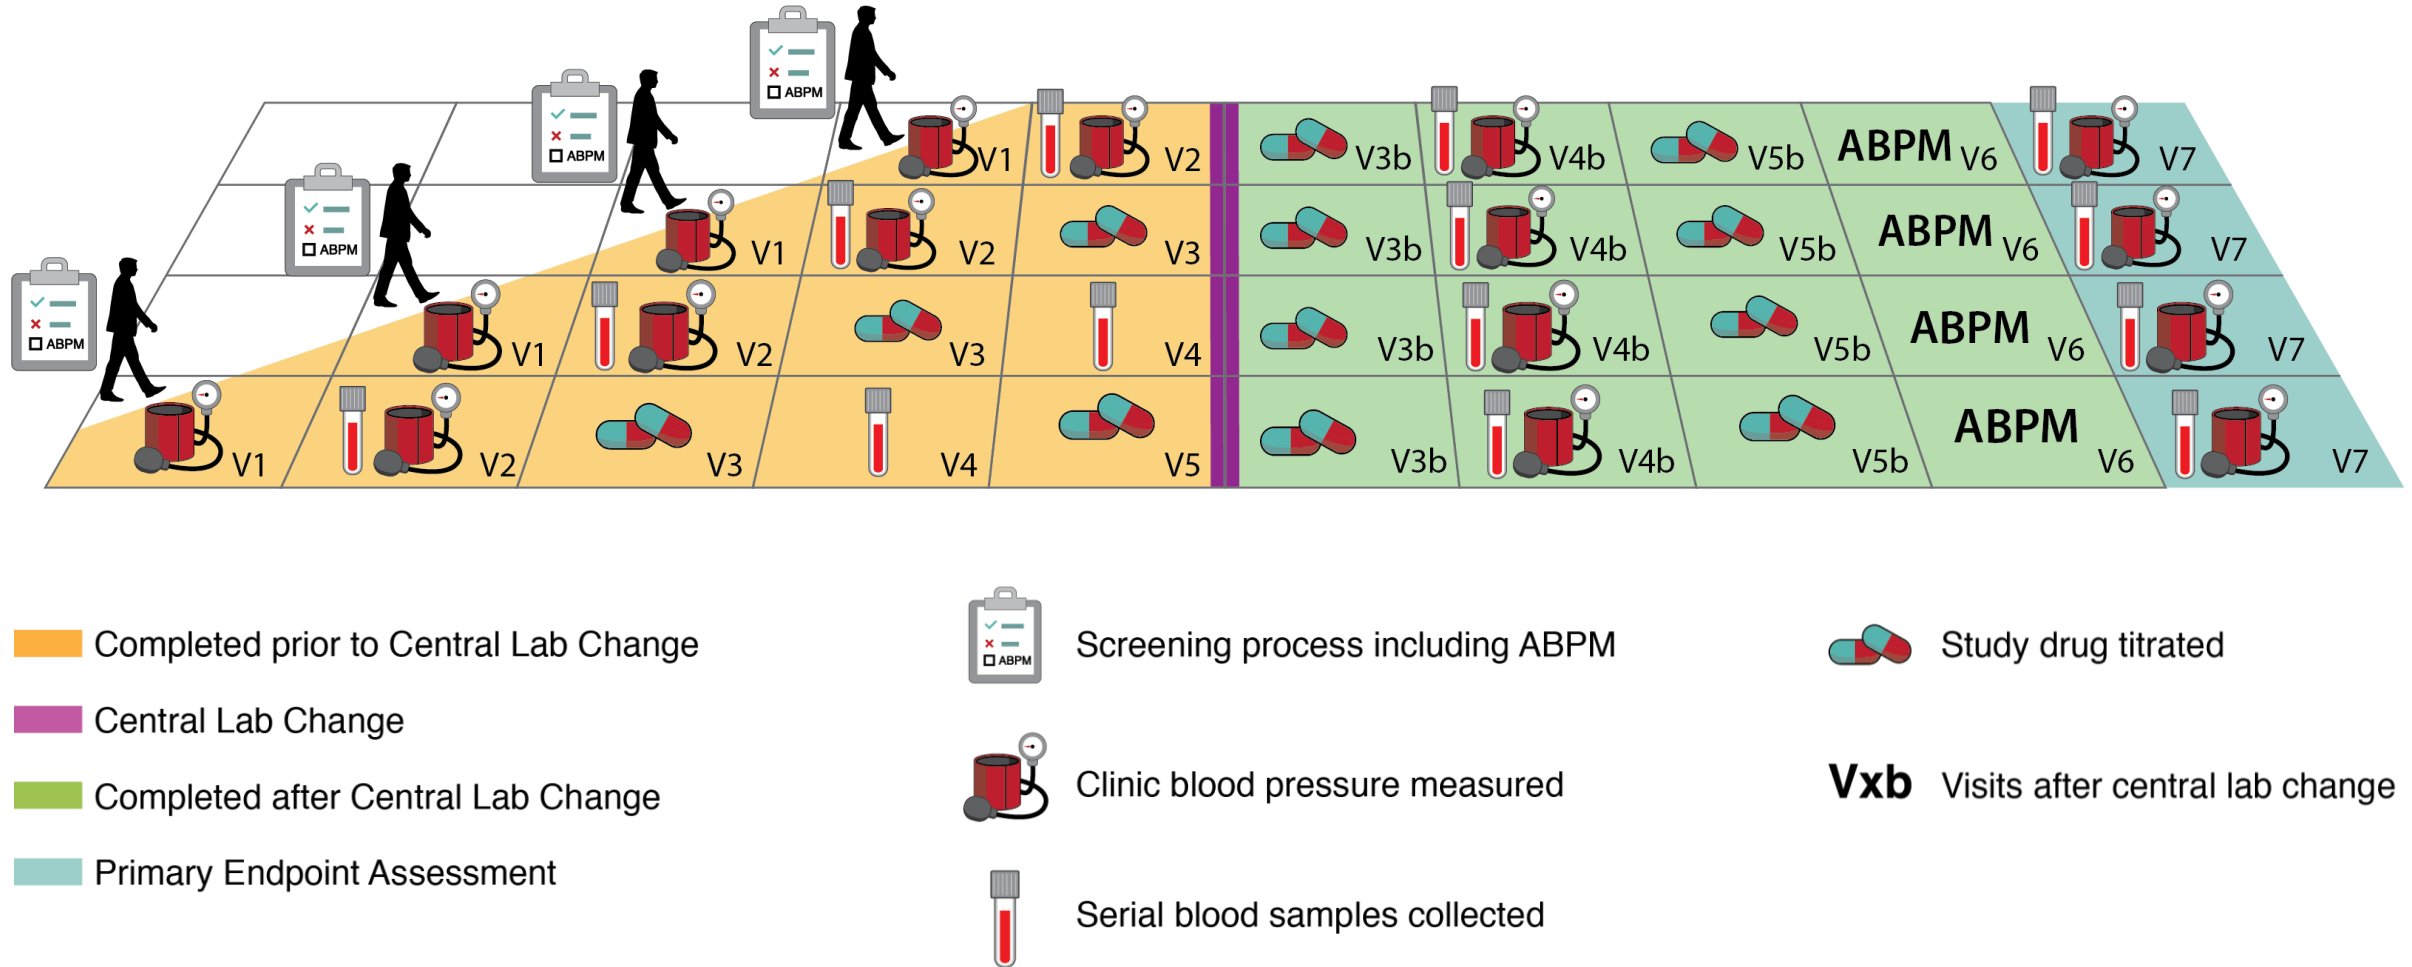 ABPM
V1 V2 V3b V4b V5b ABPM V6 V7
ABPM
V1 V2 V3 V3b V4b V5b ABPM V6 V7
ABPM
V1 V2 V3 V4 V3b V4b V5b ABPM V6 V7
ABPM
V1 V2 V3 V4 V5 V3b V4b V5b ABPM V6 V7
Completed prior to Central Lab Change
Central Lab Change
Completed after Central Lab Change
Primary Endpoint Assessment
ABPM
Screening process including ABPM
Clinic blood pressure measured
Serial blood samples collected
Study drug titrated
Vxb Visits after central lab change